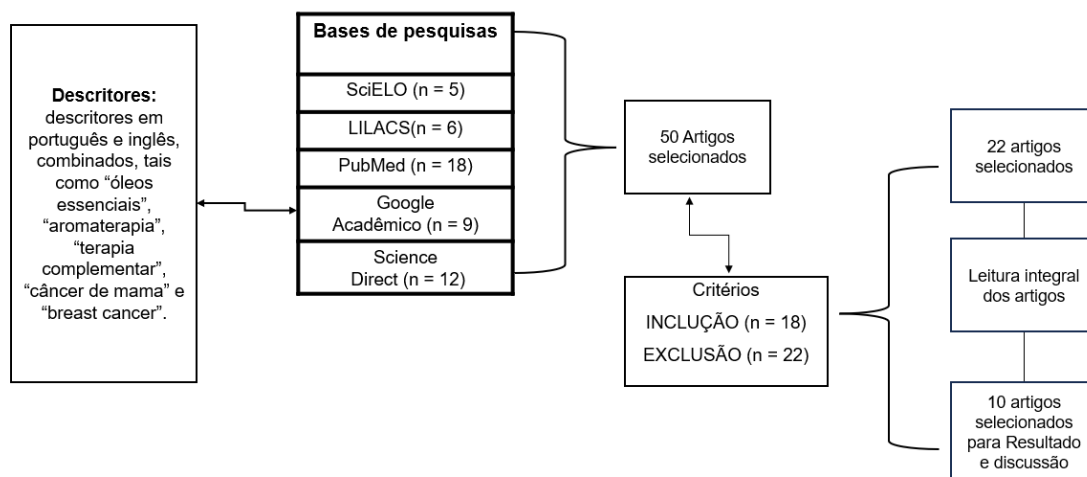 Descritores:
descritores em
português e inglês,
combinados, tais
como “óleos
essenciais”,
“aromaterapia”,
“terapia
complementar”,
“câncer de mama” e
“breast cancer”.
Bases de pesquisas
SciELO (n = 5)
LILACS(n = 6)
PubMed (n = 18)
Google
Acadêmico (n = 9)
Science
Direct (n = 12)
50 Artigos
selecionados
Critérios
INCLUÇÃO (n = 18)
EXCLUSÃO (n = 22)
22 artigos
selecionados
Leitura integral
dos artigos
10 artigos
selecionados
para Resultado
e discussão